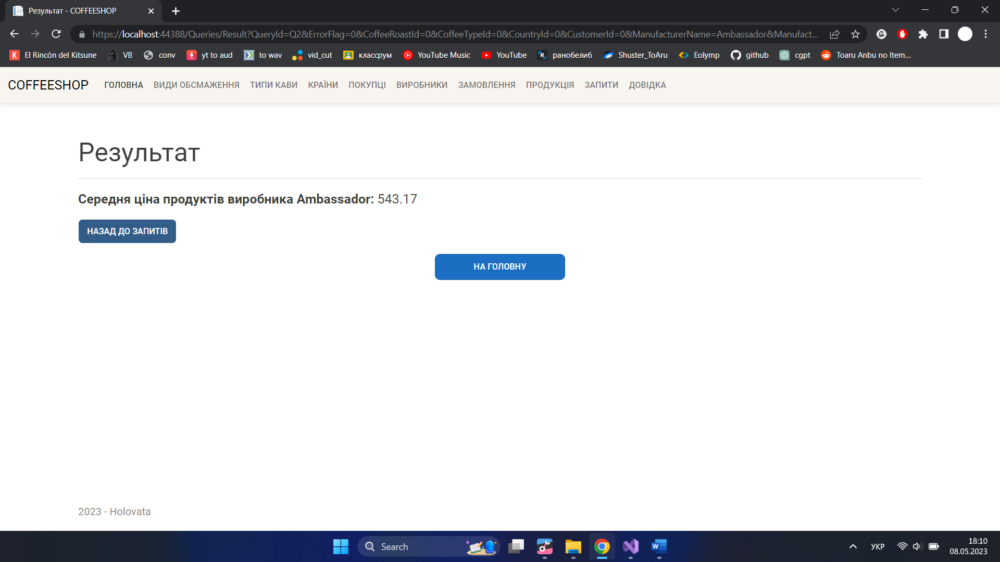 Результат - COFFEESHOP
https://localhost:44388/Queries/Result?QueryId=Q2&ErrorFlag=0&CoffeeRoastId=0&CoffeeTypeId=0&CountryId=0&CustomerId=0&ManufacturerName=Ambassador&Manufact...
El Rincón del Kitsune VB conv yt to aud to wav vid_cut классрум YouTube Music YouTube ранобелиб Shuster_ToAru Eolymp github cgpt Toaru Anbu no Item...
COFFEESHOP ГОЛОВНА ВИДИ ОБСМАЖЕННЯ ТИПИ КАВИ КРАЇНИ ПОКУПЦІ ВИРОБНИКИ ЗАМОВЛЕННЯ ПРОДУКЦІЯ ЗАПИТИ ДОВІДКА
Результат
Середня ціна продуктів виробника Ambassador: 543.17
НАЗАД ДО ЗАПИТІВ
НА ГОЛОВНУ
2023 - Holovata
Search
УКР
18:10
08.05.2023